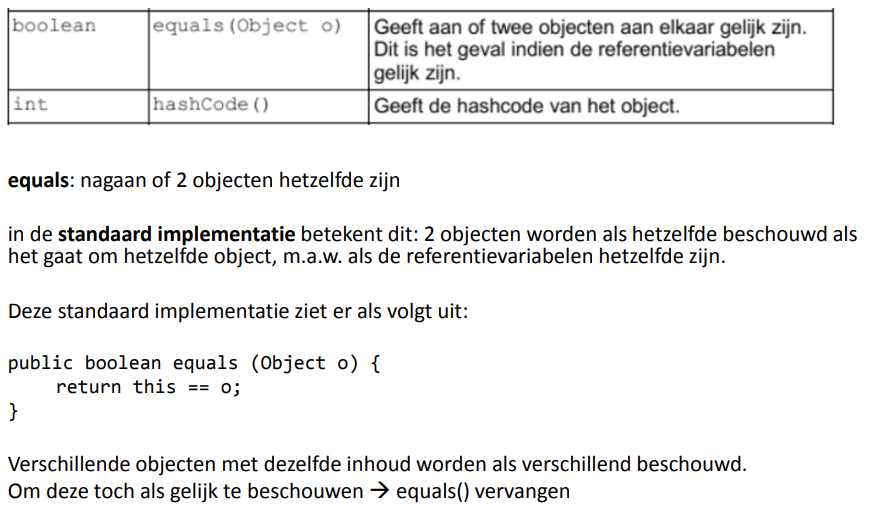 boolean equals(Object o) Geeft aan of twee objecten aan elkaar gelijk zijn.
Dit is het geval indien de referentievariabelen
gelijk zijn.
int hashCode() Geeft de hashcode van het object.
equals: nagaan of 2 objecten hetzelfde zijn
in de standaard implementatie betekent dit: 2 objecten worden als hetzelfde beschouwd als
het gaat om hetzelfde object, m.a.w. als de referentievariabelen hetzelfde zijn.
Deze standaard implementatie ziet er als volgt uit:
public boolean equals (Object o) {
return this == o;
}
Verschillende objecten met dezelfde inhoud worden als verschillend beschouwd.
Om deze toch als gelijk te beschouwen → equals() vervangen